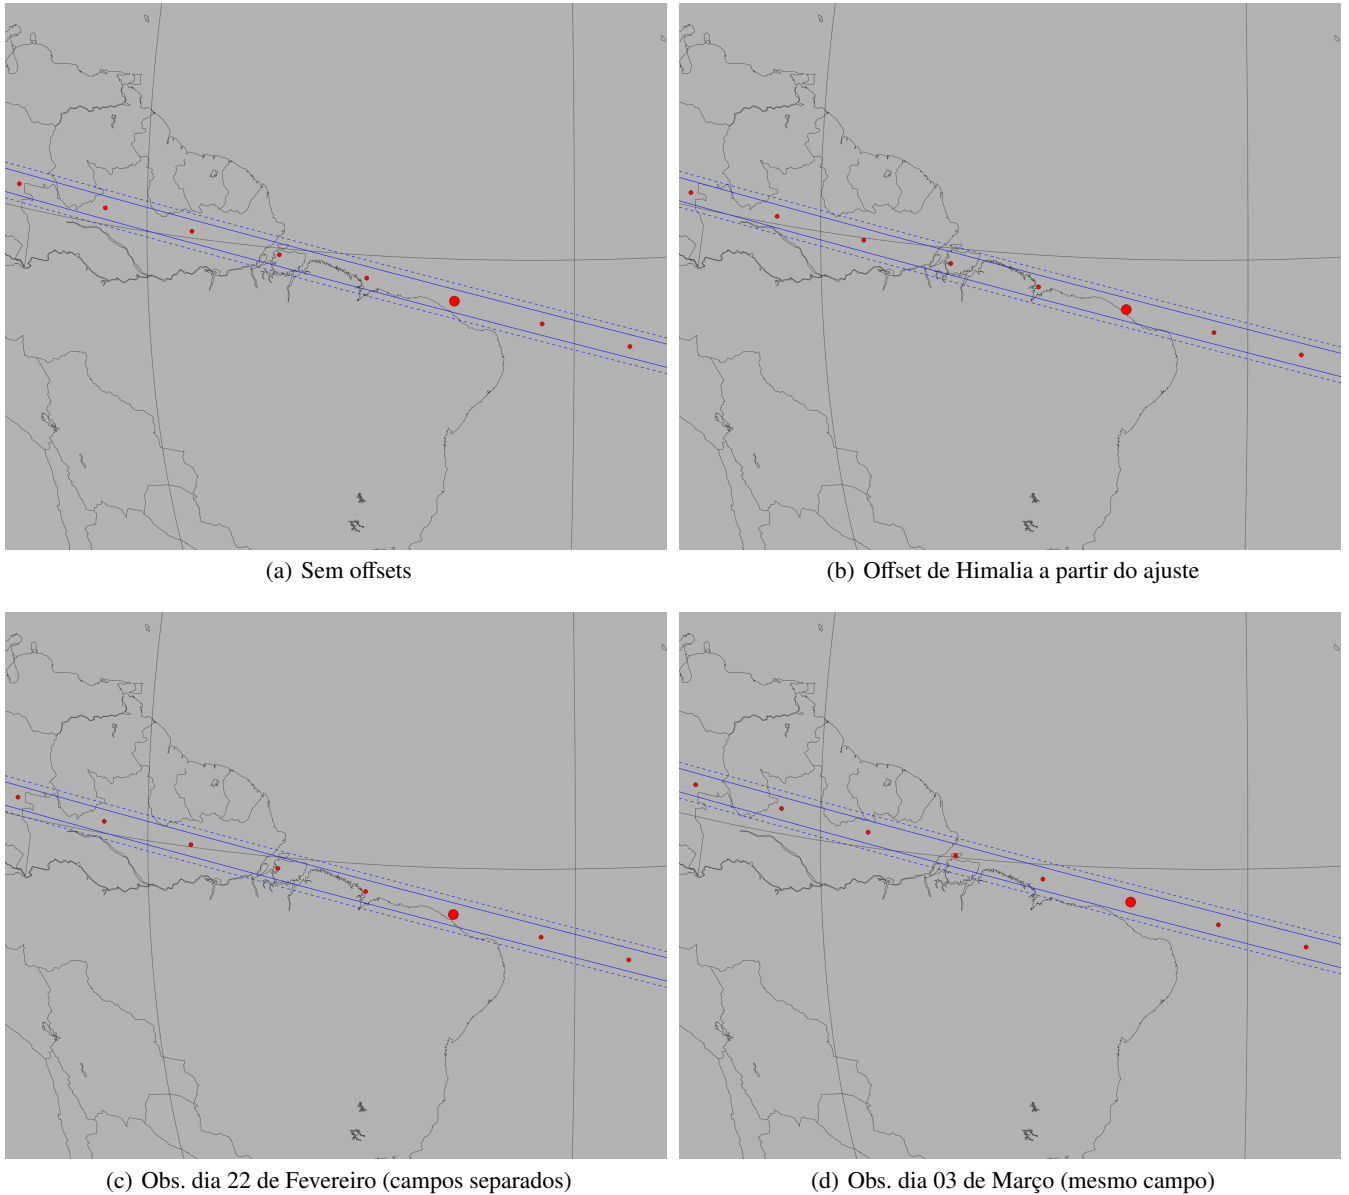 (a) Sem offsets
(b) Offset de Himalia a partir do ajuste
(c) Obs. dia 22 de Fevereiro (campos separados)
(d) Obs. dia 03 de Março (mesmo campo)